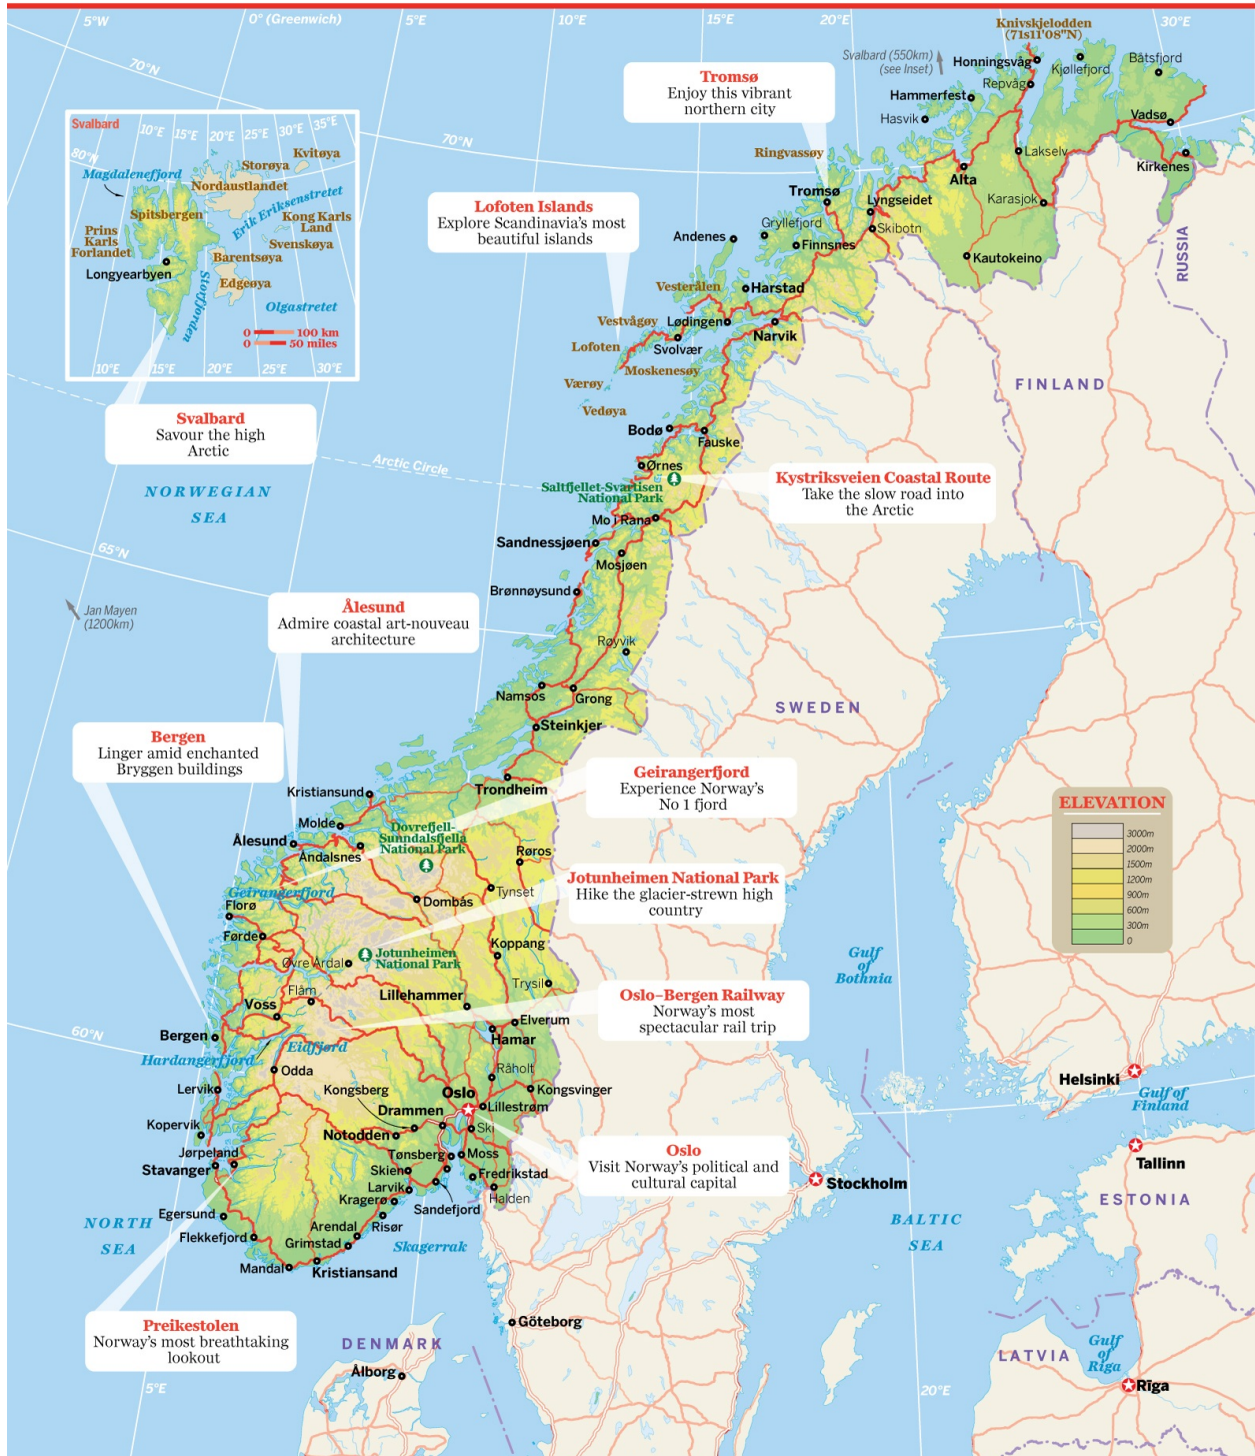 5°W
0° (Greenwich)
5°E
10°E
15°E
20°E
30°E
Knivskjelodden
(71s11'08"N)
Svalbard (550km)
(see Inset)
Honningsvåg
Kjøllefjord
Båtsfjord
Repvåg
Hammerfest
Hasvik
Vadsø
70°N
70°N
Tromsø
Enjoy this vibrant
northern city
Lakselv
Kirkenes
Alta
Ringvassøy
Tromsø
Lyngseidet
Karasjok
Skibotn
Gryllefjord
Finnsnes
Andenes
Kautokeino
RUSSIA
Svalbard
10°E
15°E
20°E
25°E
30°E
35°E
80°N
Magdalenefjord
Kvitøya
Storøya
Nordaustlandet
Erik Eriksenstretet
Spitsbergen
Kong Karls
Land
Prins
Karls
Forlandet
Svenskøya
Barentsøya
Longyearbyen
Edgeøya
Storfjorden
Olgastretet
0 100 km
0 50 miles
10°E
15°E
20°E
25°E
30°E
Lofoten Islands
Explore Scandinavia's most
beautiful islands
Vesterålen
Harstad
Vestvågøy
Lødingen
Narvik
Lofoten
Svolvær
Moskenesøy
Værøy
Vedøya
FINLAND
Svalbard
Savour the high
Arctic
Bodø
Fauske
Arctic Circle
Ørnes
Saltfjellet-Svartisen
National Park
Kystriksveien Coastal Route
Take the slow road into
the Arctic
NORWEGIAN
SEA
Mo i Rana
Sandnessjøen
Mosjøen
65°N
Brønnøysund
Jan Mayen
(1200km)
Ålesund
Admire coastal art-nouveau
architecture
Røyvik
Namsos
Grong
SWEDEN
Steinkjer
Bergen
Linger amid enchanted
Bryggen buildings
Trondheim
Geirangerfjord
Experience Norway's
No 1 fjord
Kristiansund
Molde
Ålesund
Åndalsnes
Dovrefjell-
Sunndalsfjella
National Park
Røros
ELEVATION
3000m
2000m
1500m
1200m
900m
600m
300m
0
Jotunheimen National Park
Hike the glacier-strewn high
country
Geirangerfjord
Tynset
Dombås
Florø
Førde
Koppang
Øvre Årdal
Jotunheimen
National Park
Gulf
of
Bothnia
Trysil
Flåm
Lillehammer
Oslo–Bergen Railway
Norway's most
spectacular rail trip
Voss
Elverum
60°N
Bergen
Hamar
Eidfjord
Hardangerfjord
Odda
Råholt
Helsinki
Gulf of
Finland
Lervik
Kongsberg
Oslo
Kongsvinger
Drammen
Lillestrøm
Kopervik
Notodden
Ski
Tallinn
Jørpeland
Tønsberg
Moss
Oslo
Visit Norway's political and
cultural capital
Stavanger
Skien
Fredrikstad
Stockholm
Larvik
Halden
Kragerø
Sandefjord
ESTONIA
Egersund
Risør
Arendal
NORTH
SEA
Flekkefjord
Grimstad
Skagerrak
BALTIC
SEA
Mandal
Kristiansand
Preikestolen
Norway's most breathtaking
lookout
Göteborg
DENMARK
Ålborg
LATVIA
Gulf
of
Riga
Rīga
5°E
20°E